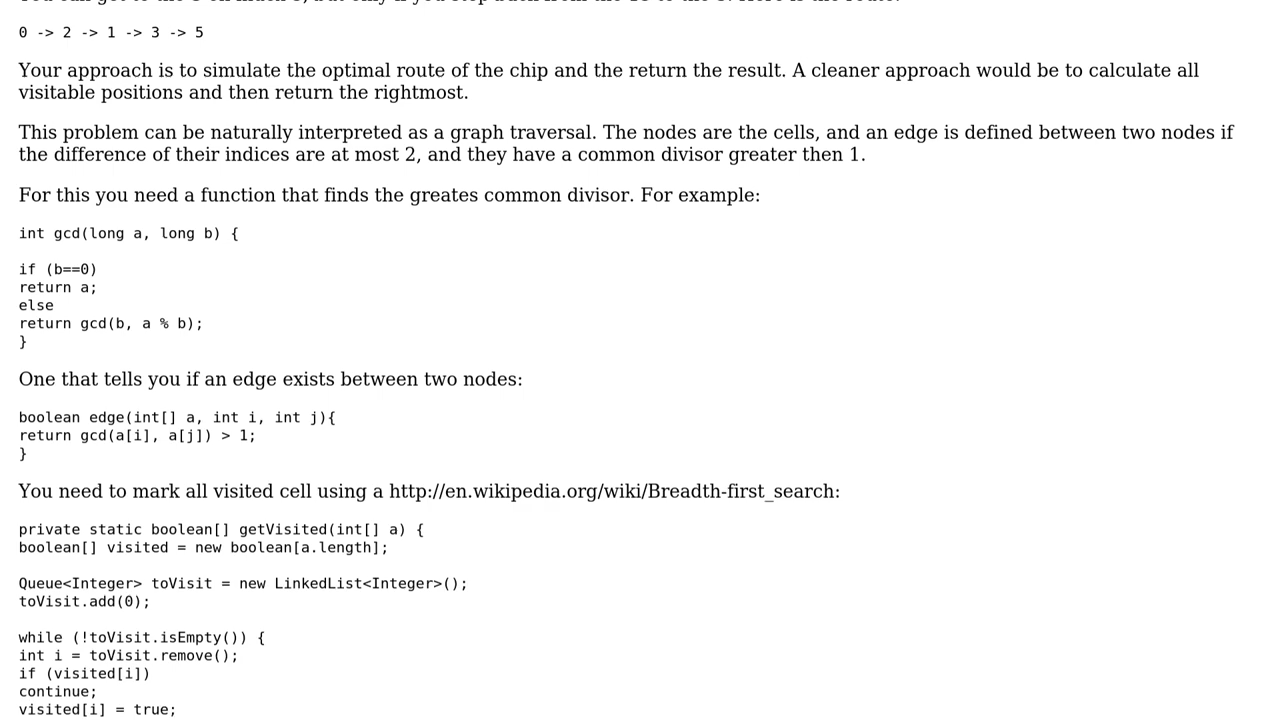 0 -> 2 -> 1 -> 3 -> 5
Your approach is to simulate the optimal route of the chip and the return the result. A cleaner approach would be to calculate all
visitable positions and then return the rightmost.
This problem can be naturally interpreted as a graph traversal. The nodes are the cells, and an edge is defined between two nodes if
the difference of their indices are at most 2, and they have a common divisor greater then 1.
For this you need a function that finds the greates common divisor. For example:
int gcd(long a, long b) {
if (b==0)
return a;
else
return gcd(b, a % b);
}
One that tells you if an edge exists between two nodes:
boolean edge(int[] a, int i, int j){
return gcd(a[i], a[j]) > 1;
}
You need to mark all visited cell using a http://en.wikipedia.org/wiki/Breadth-first_search:
private static boolean[] getVisited(int[] a) {
boolean[] visited = new boolean[a.length];
Queue<Integer> toVisit = new LinkedList<Integer>();
toVisit.add(0);
while (!toVisit.isEmpty()) {
int i = toVisit.remove();
if (visited[i])
continue;
visited[i] = true;